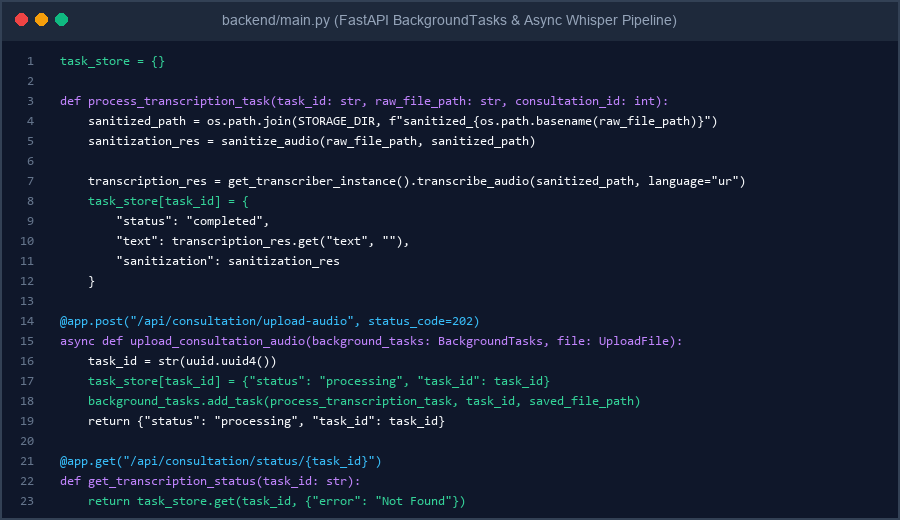 backend/main.py (FastAPI BackgroundTasks & Async Whisper Pipeline)
1 task_store = {}
2
3 def process_transcription_task(task_id: str, raw_file_path: str, consultation_id: int):
4     sanitized_path = os.path.join(STORAGE_DIR, f"sanitized_{os.path.basename(raw_file_path)}")
5     sanitization_res = sanitize_audio(raw_file_path, sanitized_path)
6
7     transcription_res = get_transcriber_instance().transcribe_audio(sanitized_path, language="ur")
8     task_store[task_id] = {
9         "status": "completed",
10         "text": transcription_res.get("text", ""),
11         "sanitization": sanitization_res
12     }
13
14 @app.post("/api/consultation/upload-audio", status_code=202)
15 async def upload_consultation_audio(background_tasks: BackgroundTasks, file: UploadFile):
16     task_id = str(uuid.uuid4())
17     task_store[task_id] = {"status": "processing", "task_id": task_id}
18     background_tasks.add_task(process_transcription_task, task_id, saved_file_path)
19     return {"status": "processing", "task_id": task_id}
20
21 @app.get("/api/consultation/status/{task_id}")
22 def get_transcription_status(task_id: str):
23     return task_store.get(task_id, {"error": "Not Found"})